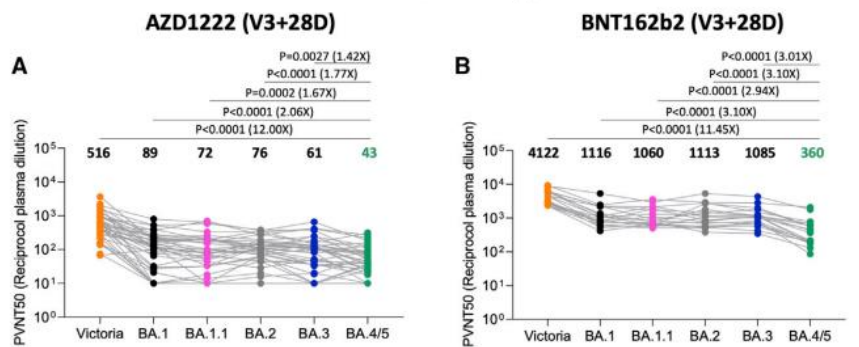 AZD1222 (V3+28D)
A
P=0.0027 (1.42X)
P<0.0001 (1.77X)
P=0.0002 (1.67X)
P<0.0001 (2.06X)
P<0.0001 (12.00X)
516 89 72 76 61 43
PVNT50 (Reciprocol plasma dilution)
10⁵
10⁴
10³
10²
10¹
10⁰
Victoria BA.1 BA.1.1 BA.2 BA.3 BA.4/5
BNT162b2 (V3+28D)
B
P<0.0001 (3.01X)
P<0.0001 (3.10X)
P<0.0001 (2.94X)
P<0.0001 (3.10X)
P<0.0001 (11.45X)
4122 1116 1060 1113 1085 360
PVNT50 (Reciprocol plasma dilution)
10⁵
10⁴
10³
10²
10¹
10⁰
Victoria BA.1 BA.1.1 BA.2 BA.3 BA.4/5